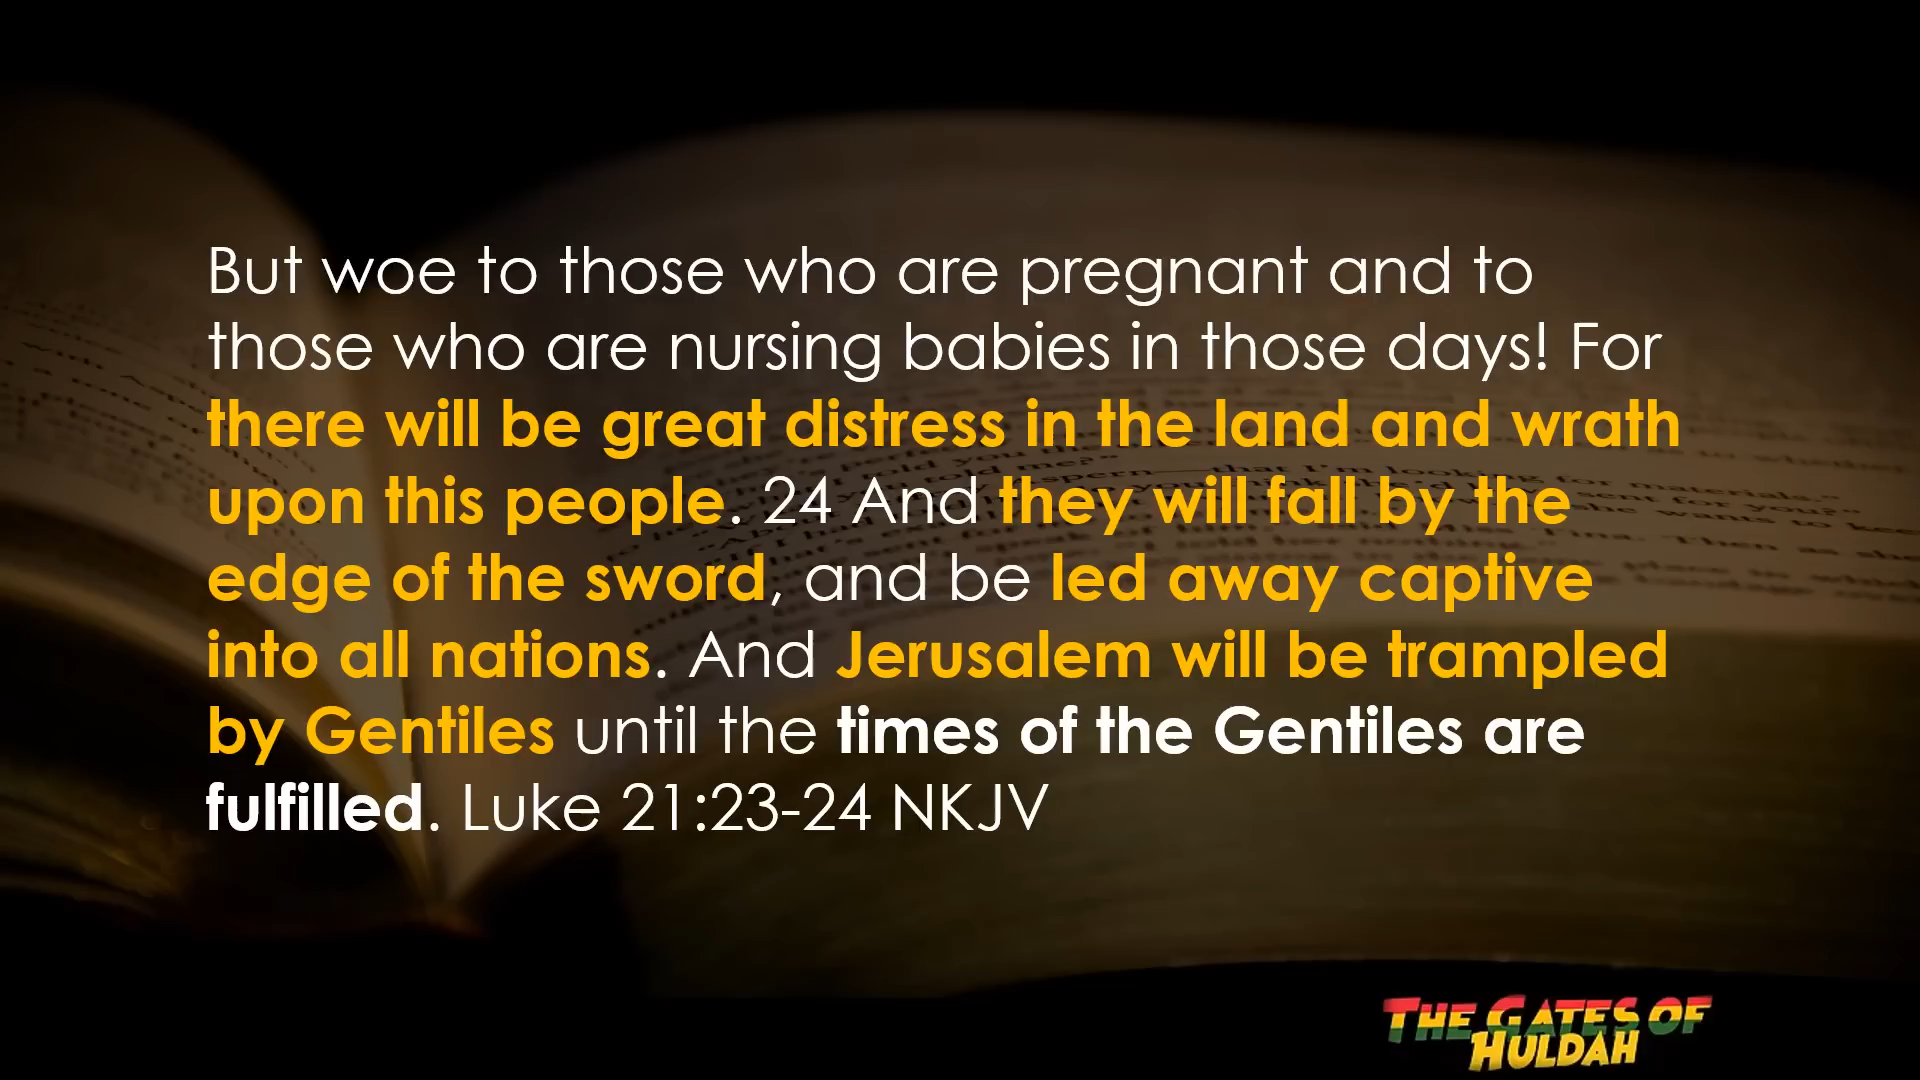 But woe to those who are pregnant and to
those who are nursing babies in those days! For
there will be great distress in the land and wrath
upon this people. 24 And they will fall by the
edge of the sword, and be led away captive
into all nations. And Jerusalem will be trampled
by Gentiles until the times of the Gentiles are
fulfilled. Luke 21:23-24 NKJV
THE GATES OF
HULDAH